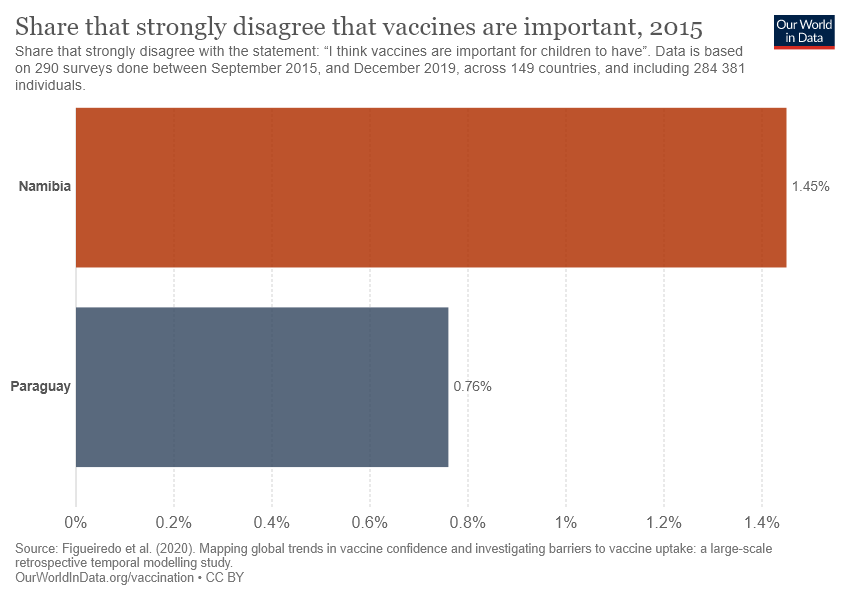 Share that strongly disagree that vaccines are important, 2015
Our World
in Data
Share that strongly disagree with the statement: “I think vaccines are important for children to have”. Data is based
on 290 surveys done between September 2015, and December 2019, across 149 countries, and including 284 381
individuals.
Namibia
1.45%
Paraguay
0.76%
0% 0.2% 0.4% 0.6% 0.8% 1% 1.2% 1.4%
Source: Figueiredo et al. (2020). Mapping global trends in vaccine confidence and investigating barriers to vaccine uptake: a large-scale
retrospective temporal modelling study.
OurWorldInData.org/vaccination • CC BY